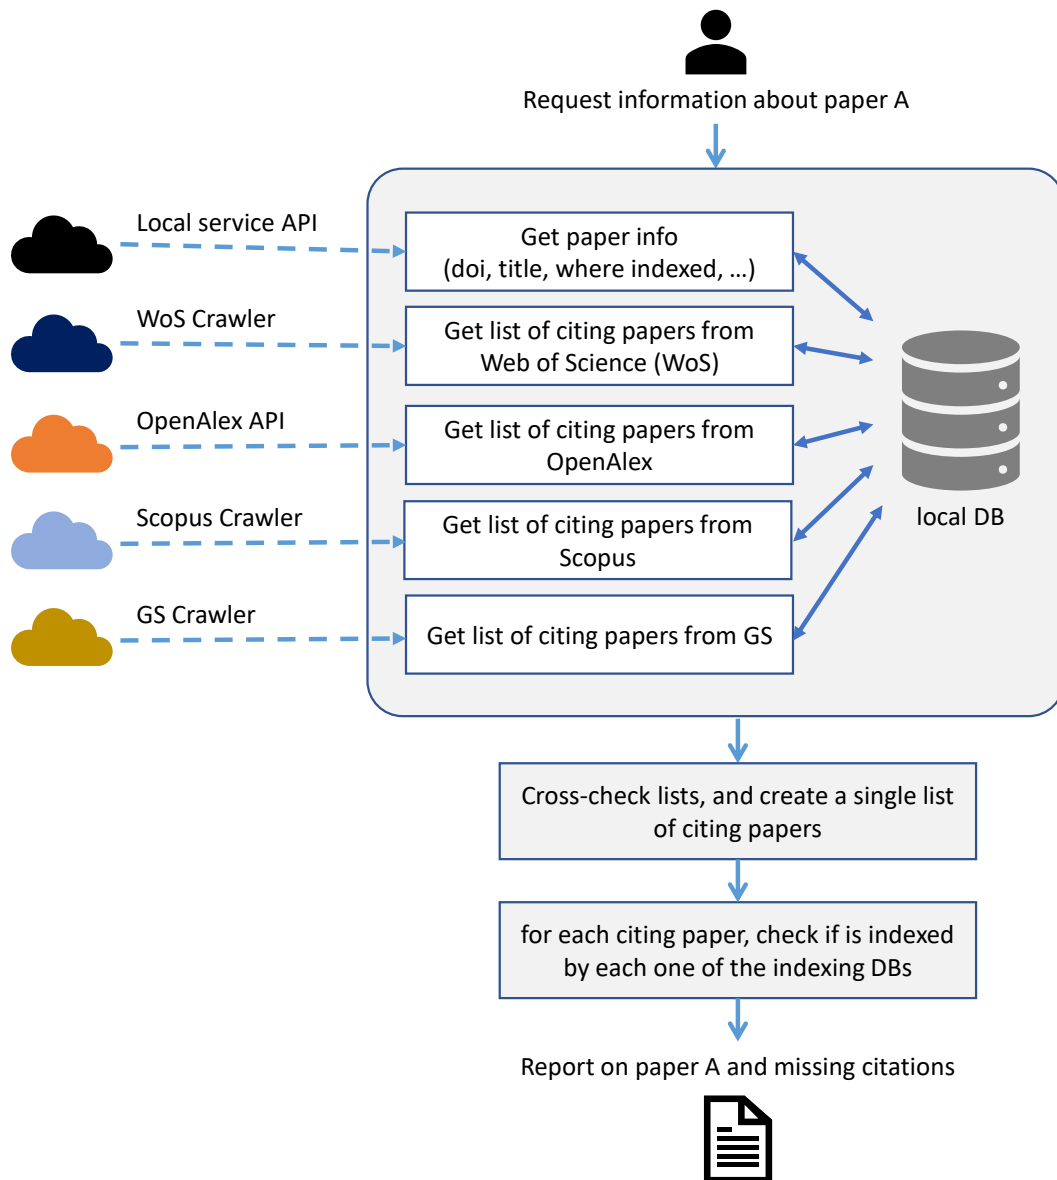 Request information about paper A
Local service API
Get paper info
(doi, title, where indexed, ...)
WoS Crawler
Get list of citing papers from
Web of Science (WoS)
OpenAlex API
Get list of citing papers from
OpenAlex
Scopus Crawler
Get list of citing papers from
Scopus
local DB
GS Crawler
Get list of citing papers from GS
Cross-check lists, and create a single list
of citing papers
for each citing paper, check if is indexed
by each one of the indexing DBs
Report on paper A and missing citations